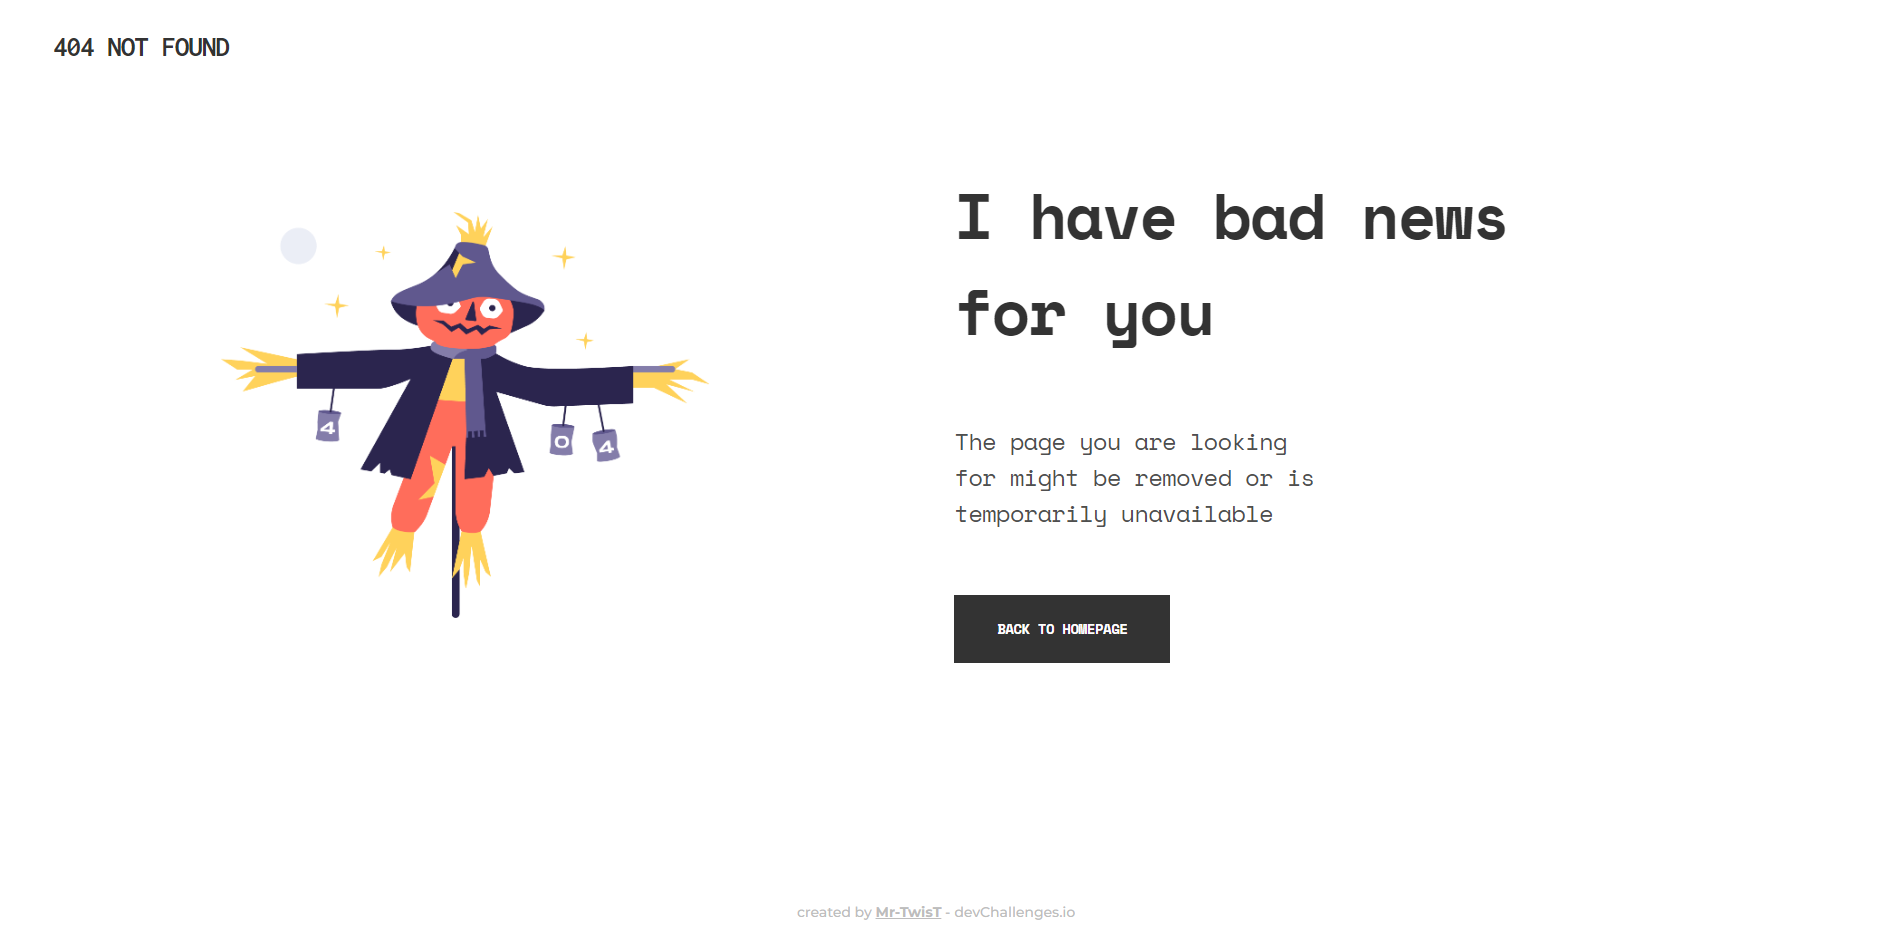 404 NOT FOUND
I have bad news
for you
4
0
4
The page you are looking
for might be removed or is
temporarily unavailable
BACK TO HOMEPAGE
created by Mr-TwisT - devChallenges.io